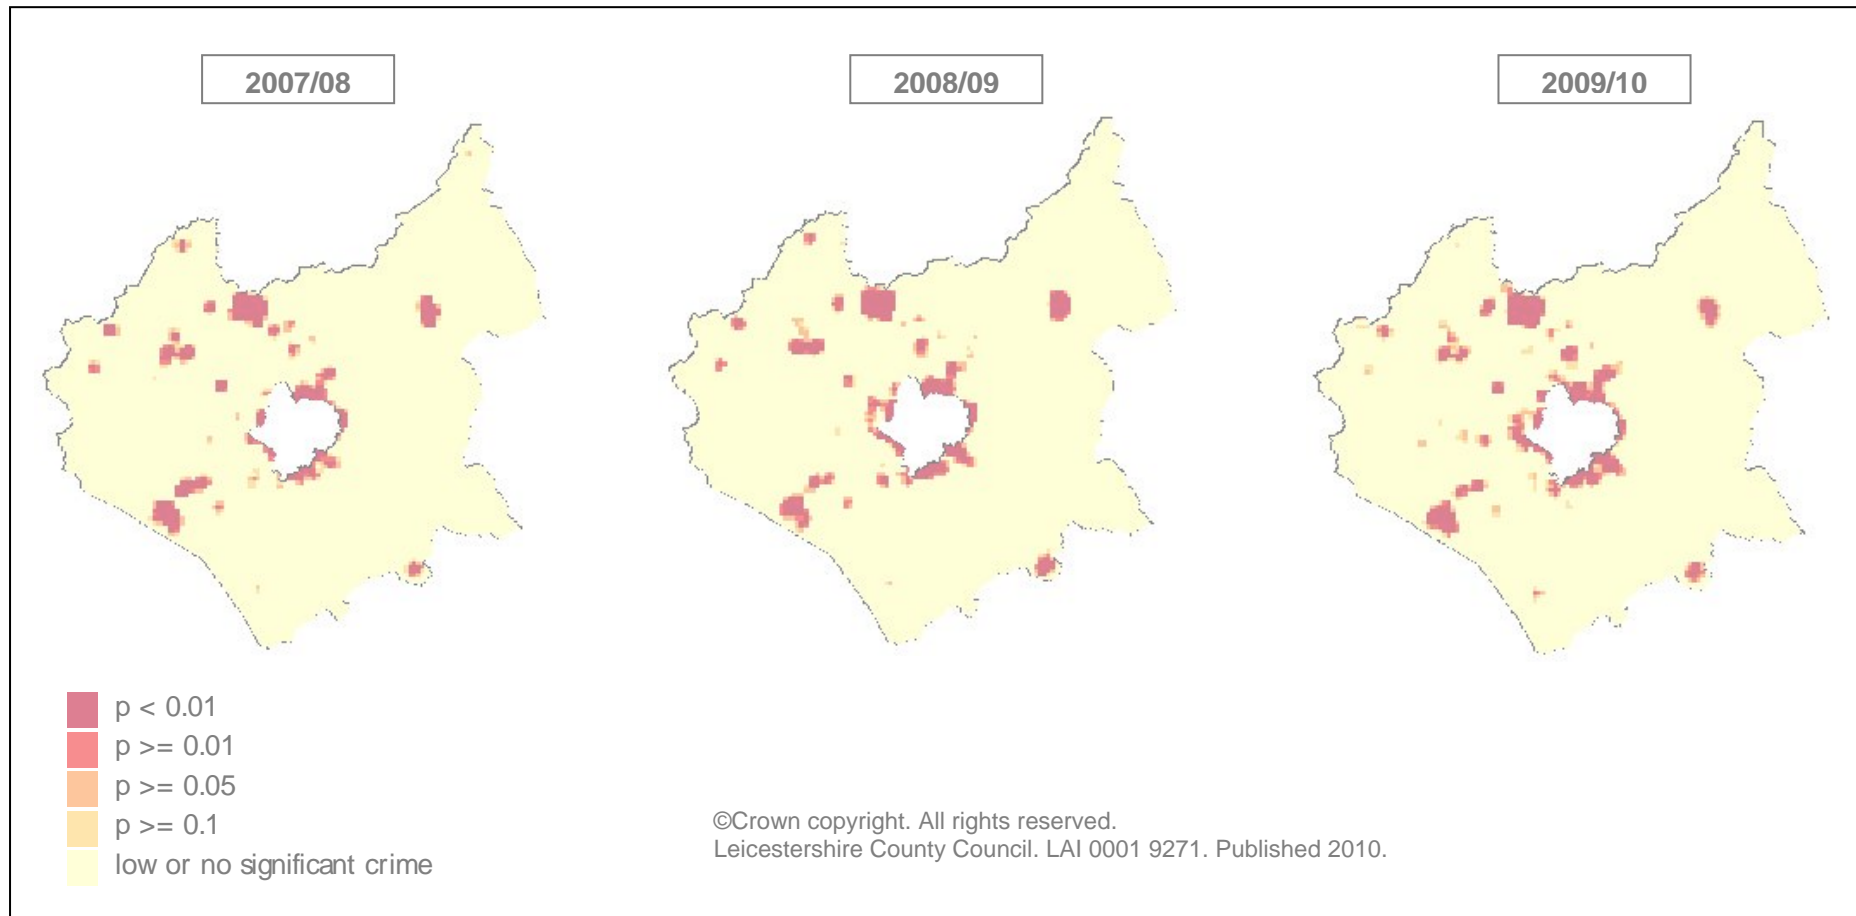 2007/08
2008/09
2009/10
p < 0.01
p >= 0.01
p >= 0.05
p >= 0.1
low or no significant crime
©Crown copyright. All rights reserved.
Leicestershire County Council. LAI 0001 9271. Published 2010.